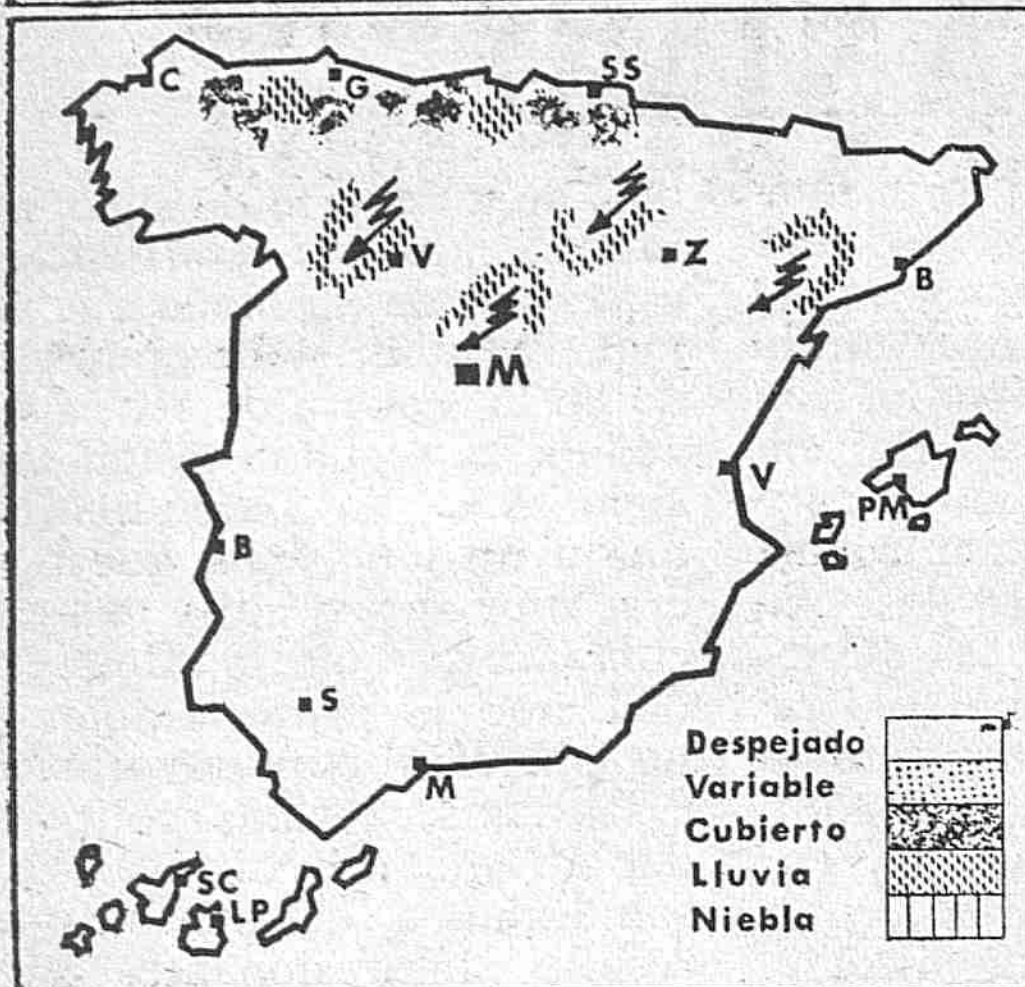 C
G
SS
V
Z
B
M
V
PM
B
S
M
SC
LP
Despejado
Variable
Cubierto
Lluvia
Niebla